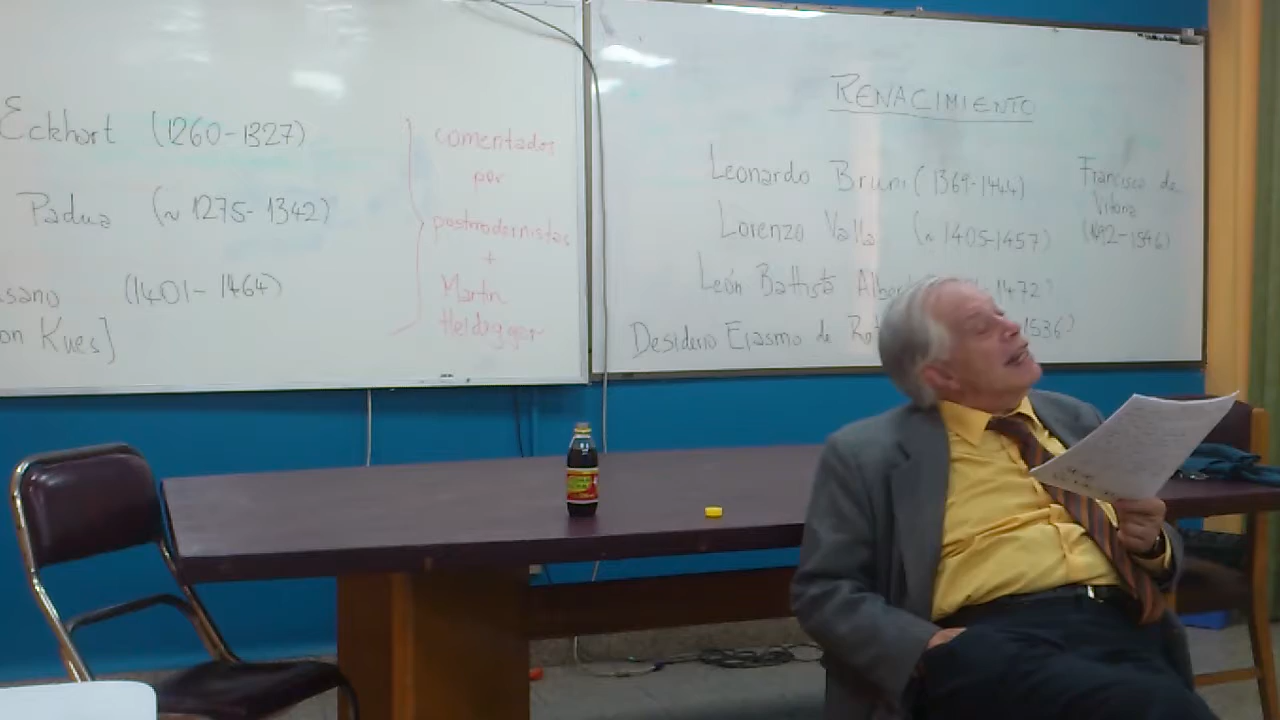 Eckhart (1260-1327)
Padua (~ 1275-1342)
sano (1401-1464)
on Kues]
comentados
por
postmodernistas
+
Martin
Heidegger
RENACIMIENTO
Leonardo Bruni (1369-1444)
Lorenzo Valla (~ 1405-1457)
León Battista Alber 1472)
Desiderio Erasmo de Rot 1536)
Francisco de
Vitoria
(1492-1546)